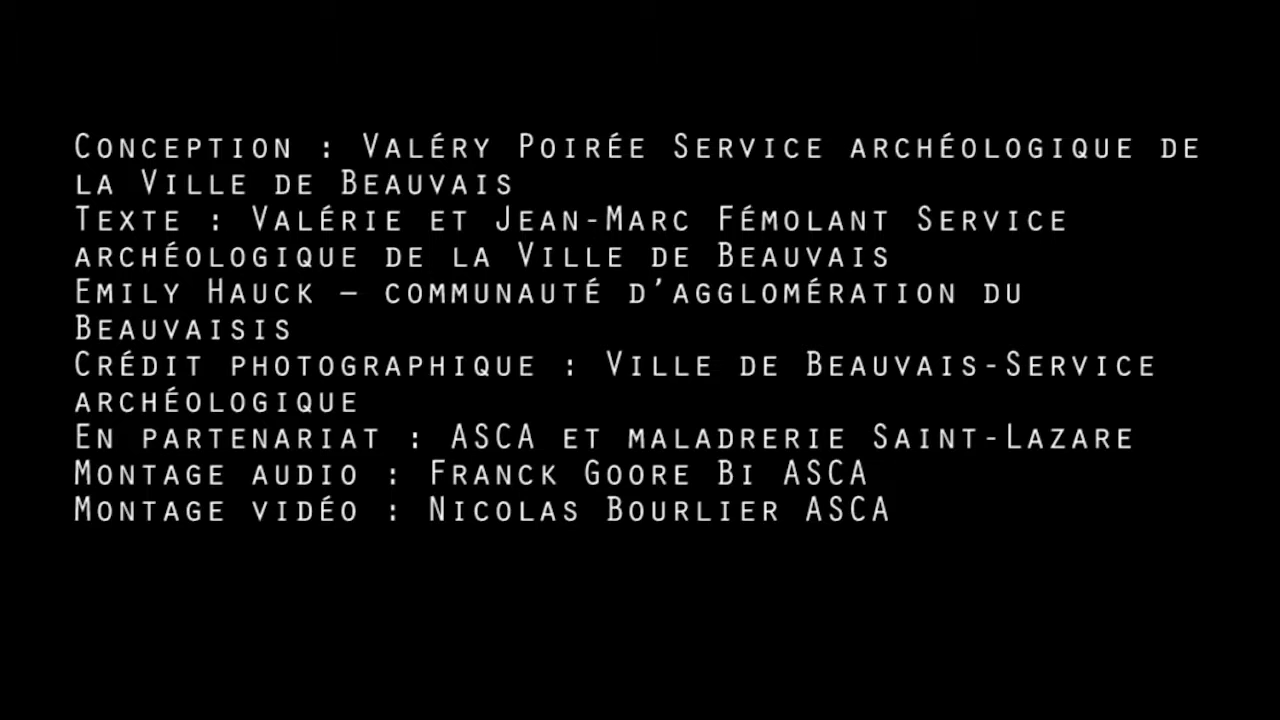 Conception : Valéry Poirée Service archéologique de
la Ville de Beauvais
Texte : Valérie et Jean-Marc Fémolant Service
archéologique de la Ville de Beauvais
Emily Hauck – communauté d’agglomération du
Beauvaisis
Crédit photographique : Ville de Beauvais-Service
archéologique
En partenariat : ASCA et maladrerie Saint-Lazare
Montage audio : Franck Goore Bi ASCA
Montage vidéo : Nicolas Bourlier ASCA